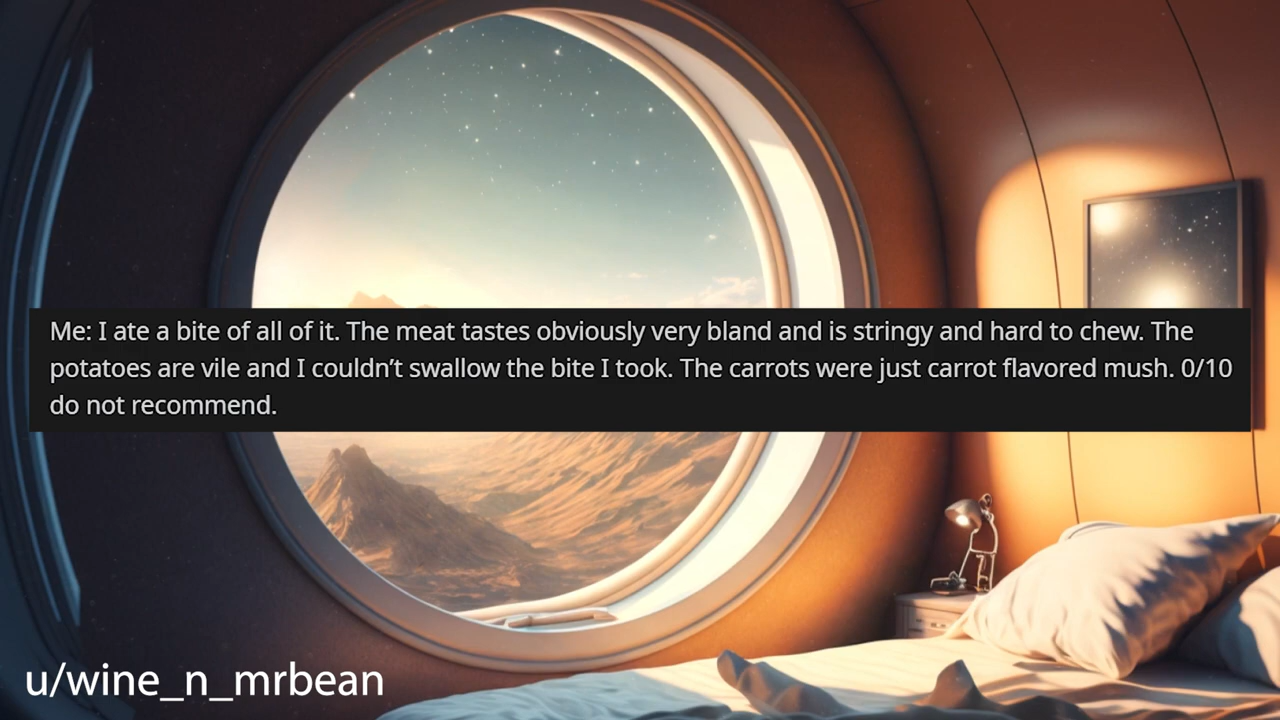 Me: I ate a bite of all of it. The meat tastes obviously very bland and is stringy and hard to chew. The
potatoes are vile and I couldn’t swallow the bite I took. The carrots were just carrot flavored mush. 0/10
do not recommend.
u/wine_n_mrbean